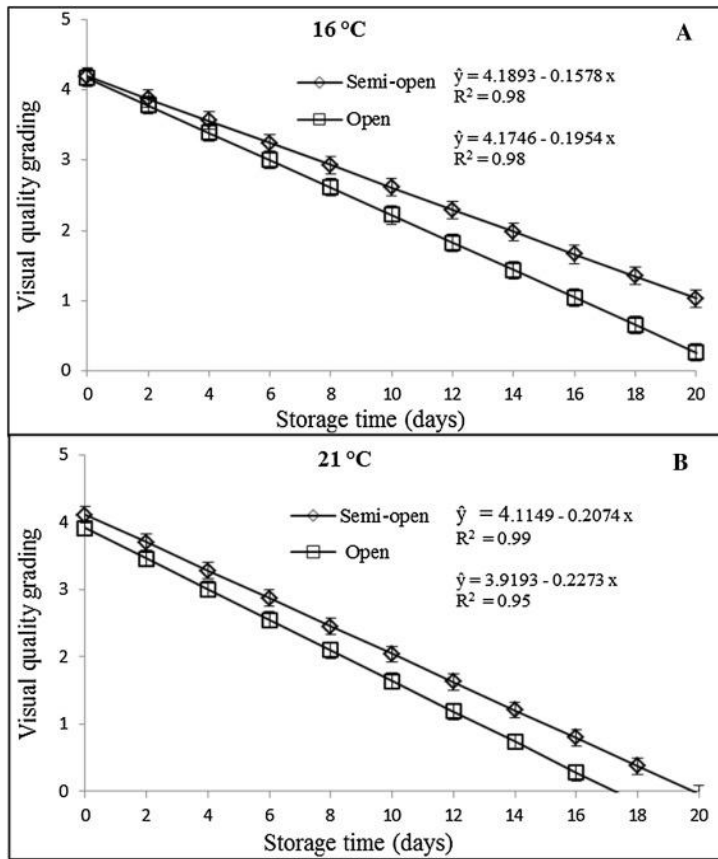 16 °C
A
Semi-open
ŷ = 4.1893 - 0.1578 x
R² = 0.98
Open
ŷ = 4.1746 - 0.1954 x
R² = 0.98
Visual quality grading
5
4
3
2
1
0
0 2 4 6 8 10 12 14 16 18 20
Storage time (days)
21 °C
B
Semi-open
ŷ = 4.1149 - 0.2074 x
R² = 0.99
Open
ŷ = 3.9193 - 0.2273 x
R² = 0.95
Visual quality grading
5
4
3
2
1
0
0 2 4 6 8 10 12 14 16 18 20
Storage time (days)